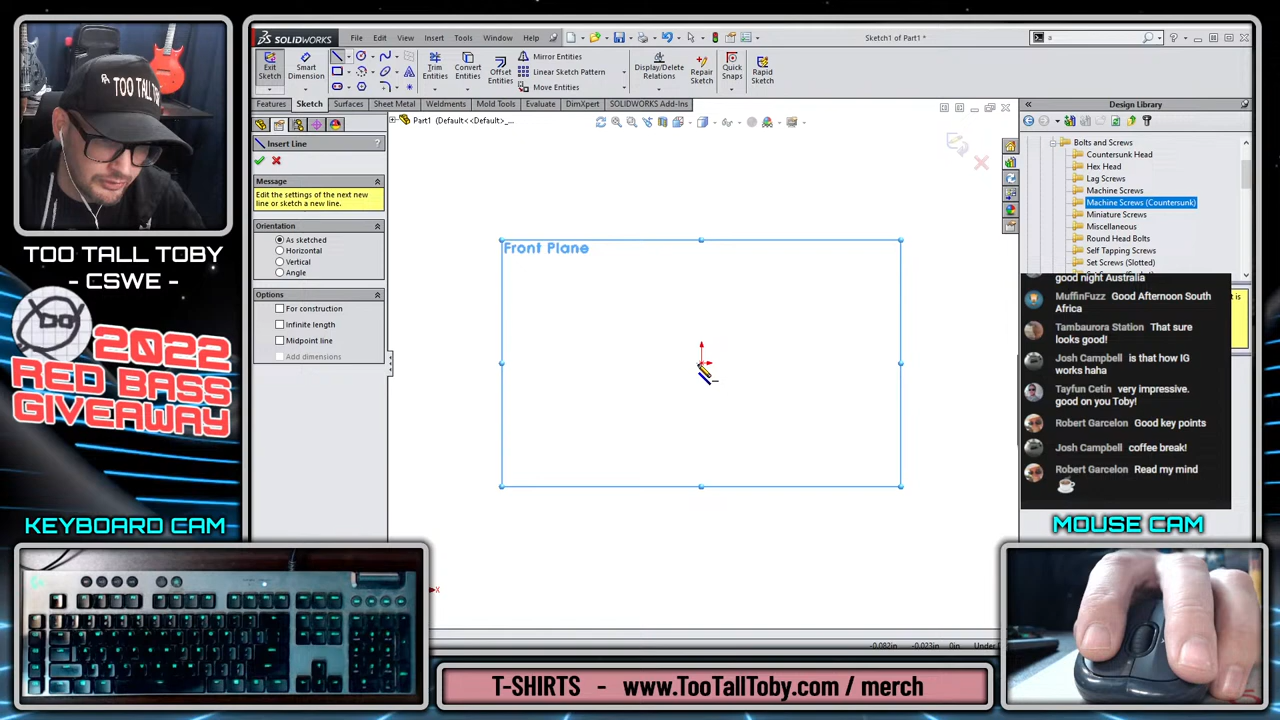 TOO TALL TOBY
TOO TALL TOBY
- CSWE -
2022
RED BASS
GIVEAWAY
KEYBOARD CAM
SOLIDWORKS
File Edit View Insert Tools Window Help
Sketch1 of Part1 *
a
Exit Sketch
Smart Dimension
Trim Entities
Convert Entities
Offset Entities
Mirror Entities
Linear Sketch Pattern
Move Entities
Display/Delete Relations
Repair Sketch
Quick Snaps
Rapid Sketch
Features Sketch Surfaces Sheet Metal Weldments Mold Tools Evaluate DimXpert SOLIDWORKS Add-Ins
Part1 (Default<<Default>_...
Insert Line
?
Message
Edit the settings of the next new
line or sketch a new line.
Orientation
As sketched
Horizontal
Vertical
Angle
Options
For construction
Infinite length
Midpoint line
Add dimensions
Front Plane
X
-0.082in -0.023in 0in Under
Design Library
Bolts and Screws
Countersunk Head
Hex Head
Lag Screws
Machine Screws
Machine Screws (Countersunk)
Miniature Screws
Miscellaneous
Round Head Bolts
Self Tapping Screws
Set Screws (Slotted)
good night Australia
MuffinFuzz Good Afternoon South
Africa
Tambaurora Station That sure
looks good!
Josh Campbell is that how IG
works haha
Tayfun Cetin very impressive.
good on you Toby!
Robert Garcelon Good key points
Josh Campbell coffee break!
Robert Garcelon Read my mind
MOUSE CAM
T-SHIRTS - www.TooTallToby.com / merch